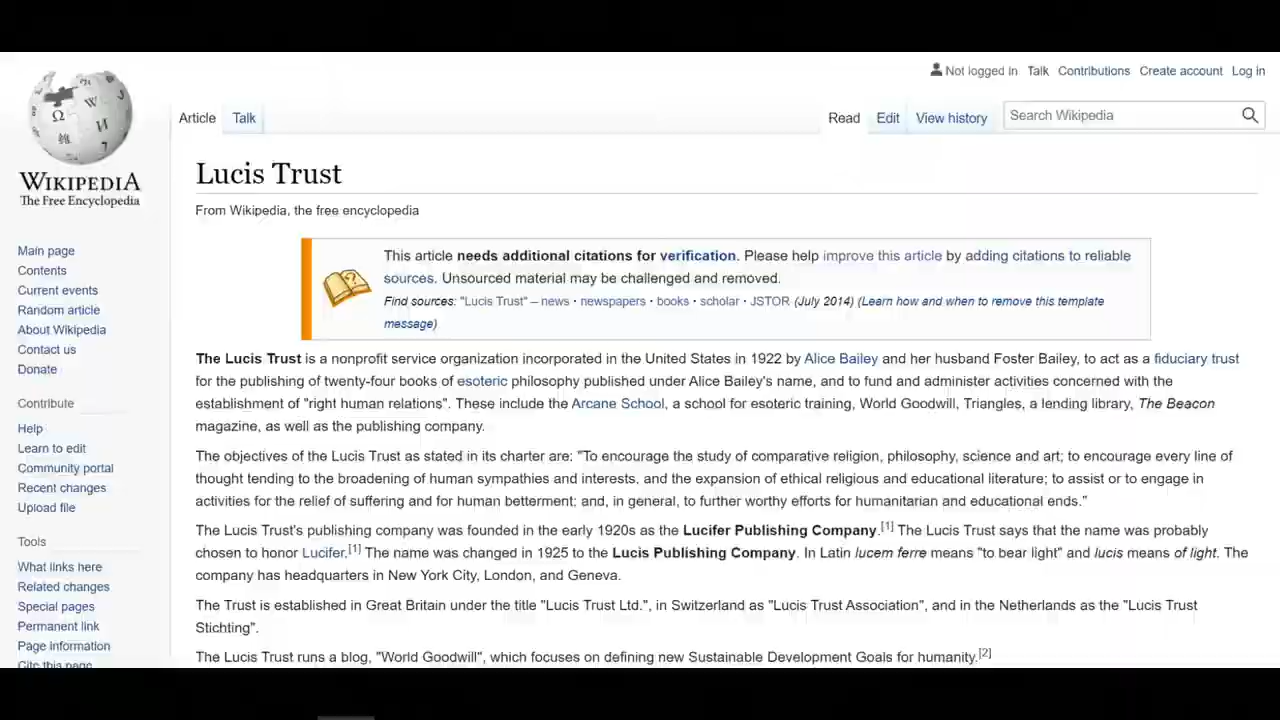 Not logged in Talk Contributions Create account Log in
Article Talk Read Edit View history Search Wikipedia
WIKIPEDIA
The Free Encyclopedia
Main page
Contents
Current events
Random article
About Wikipedia
Contact us
Donate
Contribute
Help
Learn to edit
Community portal
Recent changes
Upload file
Tools
What links here
Related changes
Special pages
Permanent link
Page information
Cite this page
Lucis Trust
From Wikipedia, the free encyclopedia
This article needs additional citations for verification. Please help improve this article by adding citations to reliable
sources. Unsourced material may be challenged and removed.
Find sources: "Lucis Trust" – news · newspapers · books · scholar · JSTOR (July 2014) (Learn how and when to remove this template
message)
The Lucis Trust is a nonprofit service organization incorporated in the United States in 1922 by Alice Bailey and her husband Foster Bailey, to act as a fiduciary trust
for the publishing of twenty-four books of esoteric philosophy published under Alice Bailey's name, and to fund and administer activities concerned with the
establishment of "right human relations". These include the Arcane School, a school for esoteric training, World Goodwill, Triangles, a lending library, The Beacon
magazine, as well as the publishing company.
The objectives of the Lucis Trust as stated in its charter are: "To encourage the study of comparative religion, philosophy, science and art; to encourage every line of
thought tending to the broadening of human sympathies and interests, and the expansion of ethical religious and educational literature; to assist or to engage in
activities for the relief of suffering and for human betterment; and, in general, to further worthy efforts for humanitarian and educational ends."
The Lucis Trust's publishing company was founded in the early 1920s as the Lucifer Publishing Company.[1] The Lucis Trust says that the name was probably
chosen to honor Lucifer.[1] The name was changed in 1925 to the Lucis Publishing Company. In Latin lucem ferre means "to bear light" and lucis means of light. The
company has headquarters in New York City, London, and Geneva.
The Trust is established in Great Britain under the title "Lucis Trust Ltd.", in Switzerland as "Lucis Trust Association", and in the Netherlands as the "Lucis Trust
Stichting".
The Lucis Trust runs a blog, "World Goodwill", which focuses on defining new Sustainable Development Goals for humanity.[2]